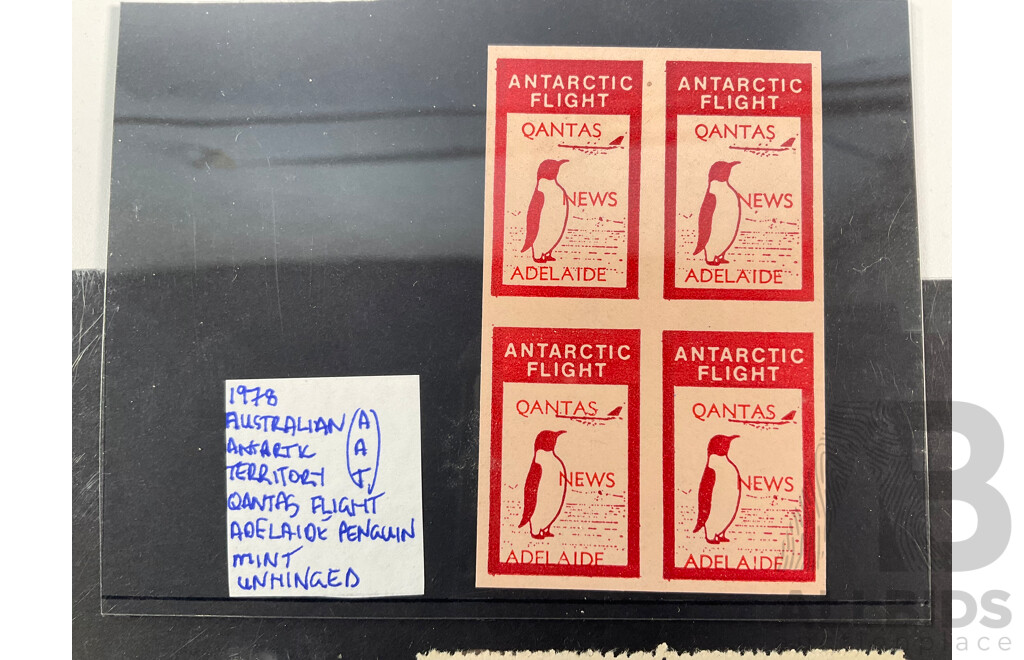 ANTARCTIC
FLIGHT
QANTAS
NEWS
ADELAIDE
ANTARCTIC
FLIGHT
QANTAS
NEWS
ADELAIDE
ANTARCTIC
FLIGHT
QANTAS
NEWS
ADELAIDE
ANTARCTIC
FLIGHT
QANTAS
NEWS
ADELAIDE
1978
AUSTRALIAN (A
ANTARTIC A
TERRITORY T)
QANTAS FLIGHT
ADELAIDE PENGUIN
MINT
UNHINGED
B
ALLBIDS